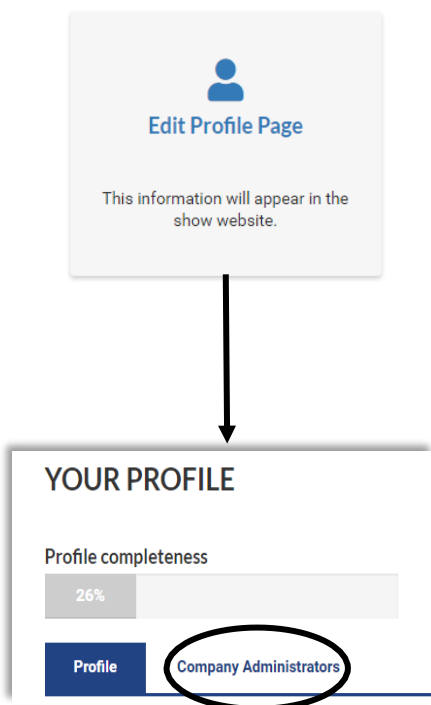 Edit Profile Page
This information will appear in the
show website.
YOUR PROFILE
Profile completeness
26%
Profile
Company Administrators